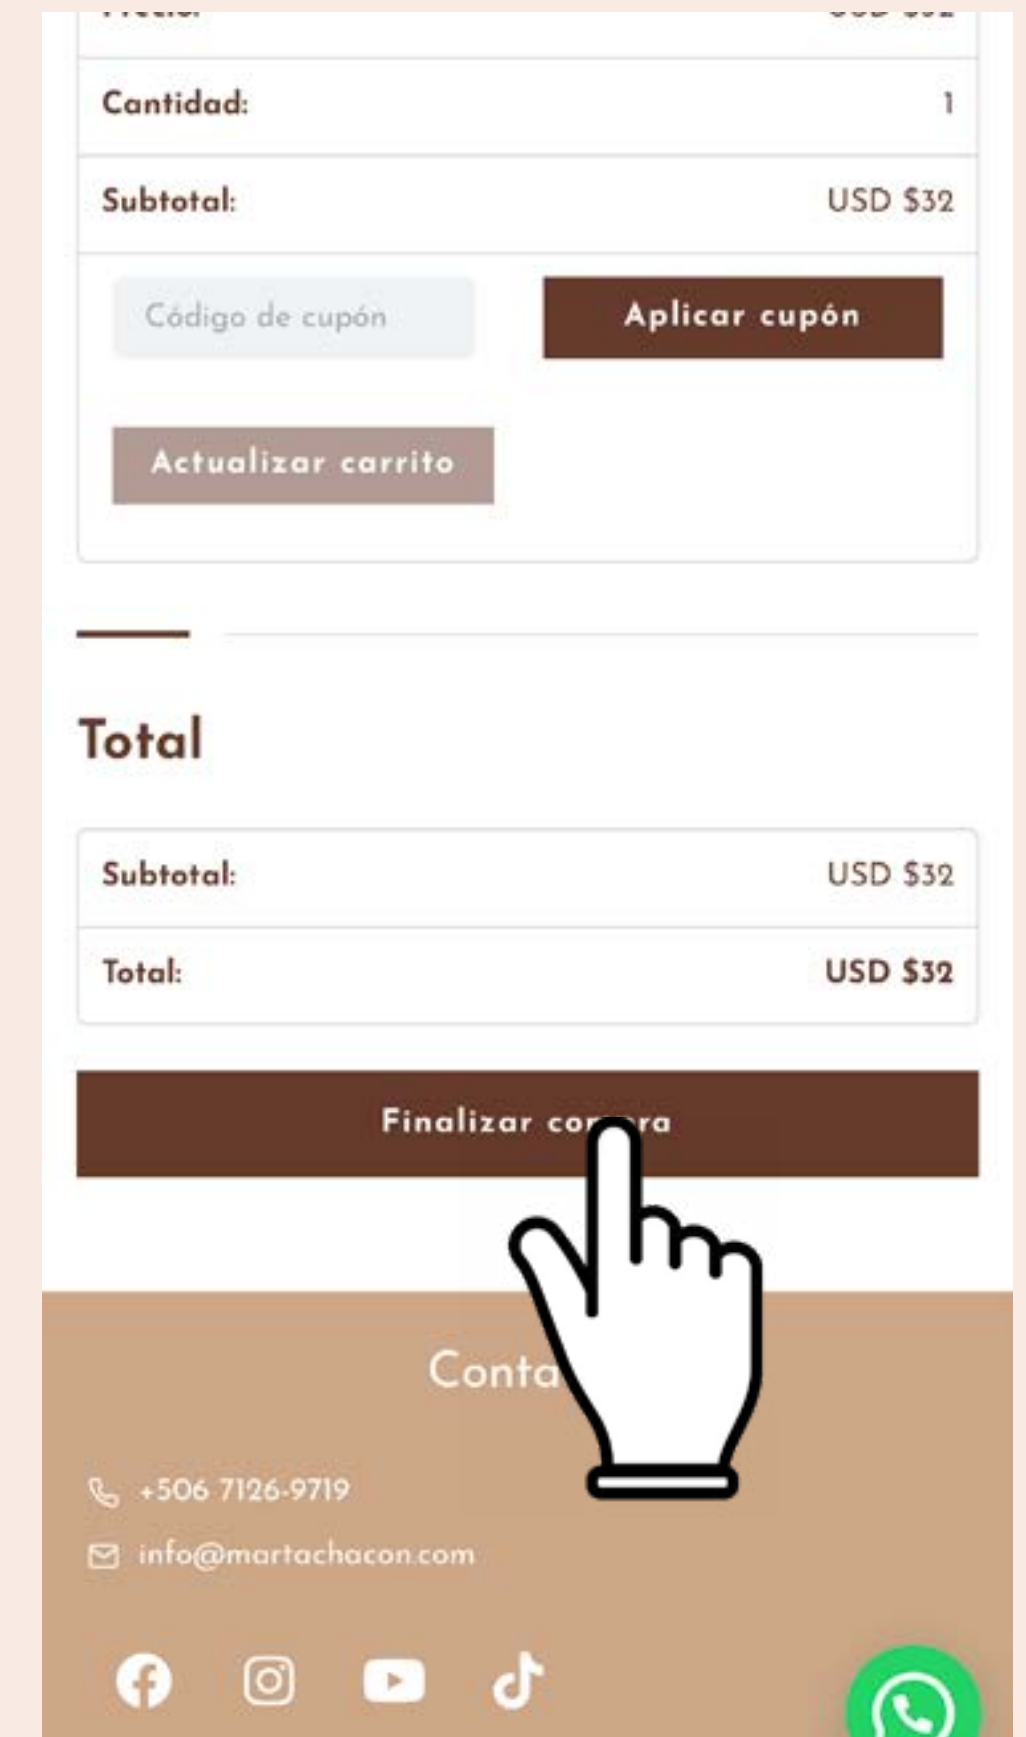 Cantidad: 1
Subtotal: USD $32
Código de cupón
Aplicar cupón
Actualizar carrito
Total
Subtotal: USD $32
Total: USD $32
Finalizar
+506 7126-9719
info@martachacon.com